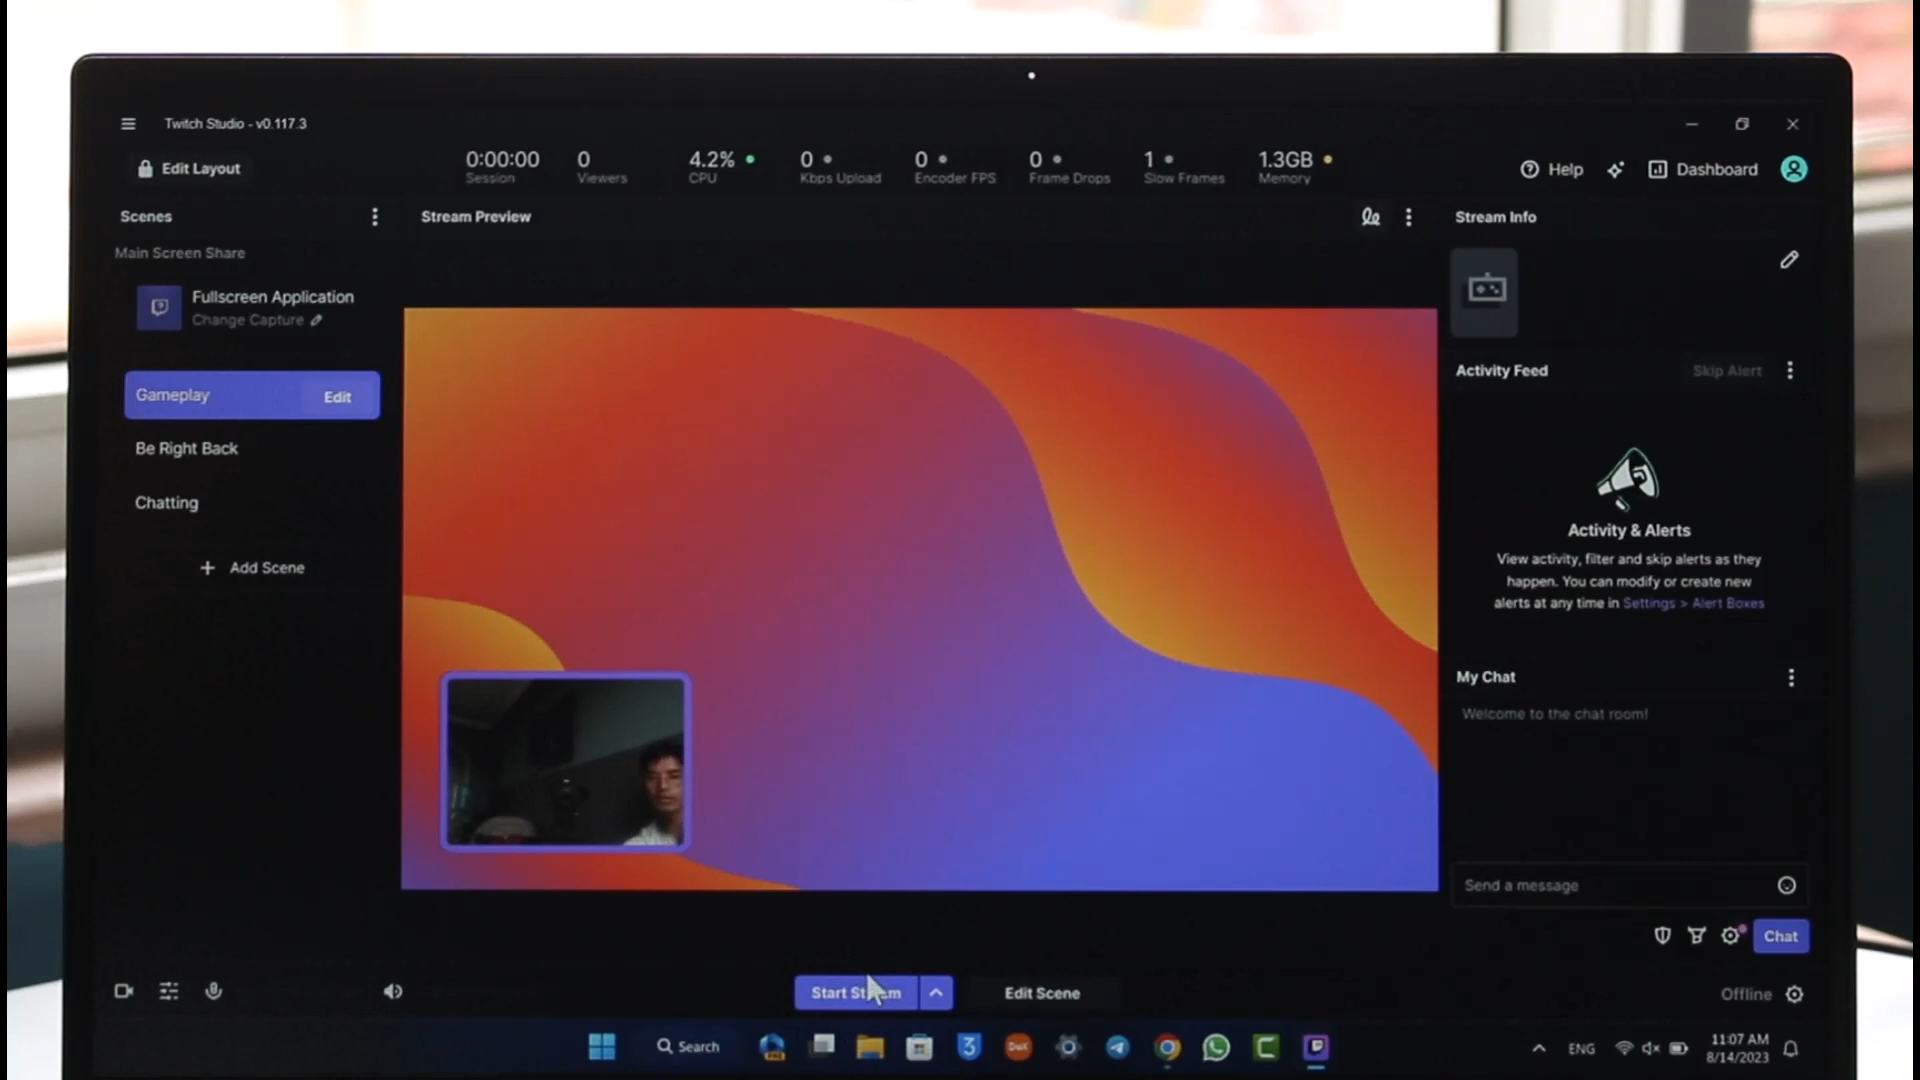 Twitch Studio - v0.117.3
Edit Layout
0:00:00
Session
0
Viewers
4.2%
CPU
0
Kbps Upload
0
Encoder FPS
0
Frame Drops
1
Slow Frames
1.3GB
Memory
Help
Dashboard
Scenes
Stream Preview
Stream Info
Main Screen Share
Fullscreen Application
Change Capture
Gameplay
Edit
Be Right Back
Chatting
Add Scene
Activity Feed
Skip Alert
Activity & Alerts
View activity, filter and skip alerts as they
happen. You can modify or create new
alerts at any time in Settings > Alert Boxes
My Chat
Welcome to the chat room!
Send a message
Chat
Start Stream
Edit Scene
Offline
Search
PRE
3
DeX
ENG
11:07 AM
8/14/2023